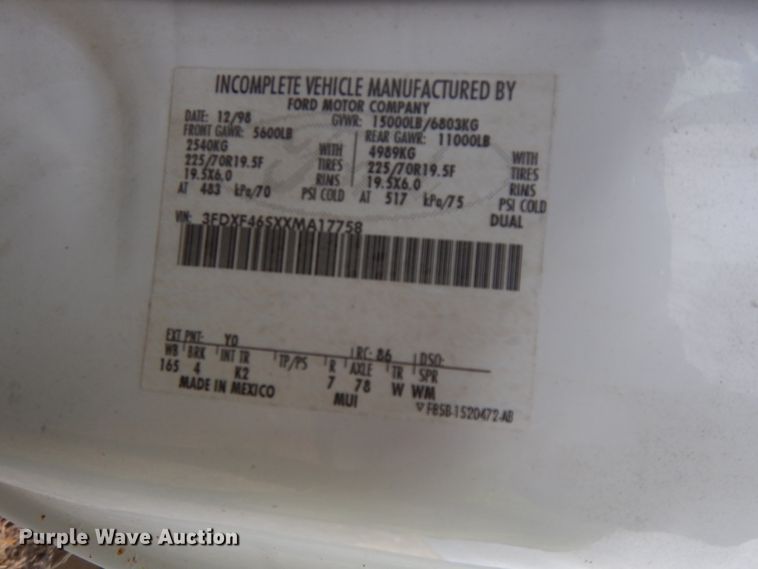 INCOMPLETE VEHICLE MANUFACTURED BY
FORD MOTOR COMPANY
DATE: 12/98 GVWR: 15000LB/6803KG
FRONT GAWR: 5600LB REAR GAWR: 11000LB
2540KG WITH 4989KG WITH
225/70R19.5F TIRES 225/70R19.5F TIRES
19.5X6.0 RIMS 19.5X6.0 RIMS
AT 483 kPa/70 PSI COLD AT 517 kPa/75 PSI COLD
DUAL
VIN: 3FDXF46SXXMA17758
EXT PNT: YO RC: 86 DSO:
WB BRK INT TR TP/PS R AXLE TR SPR
165 4 K2 7 78 W WM
MADE IN MEXICO MUI F85B-1520472-AB
Purple Wave Auction